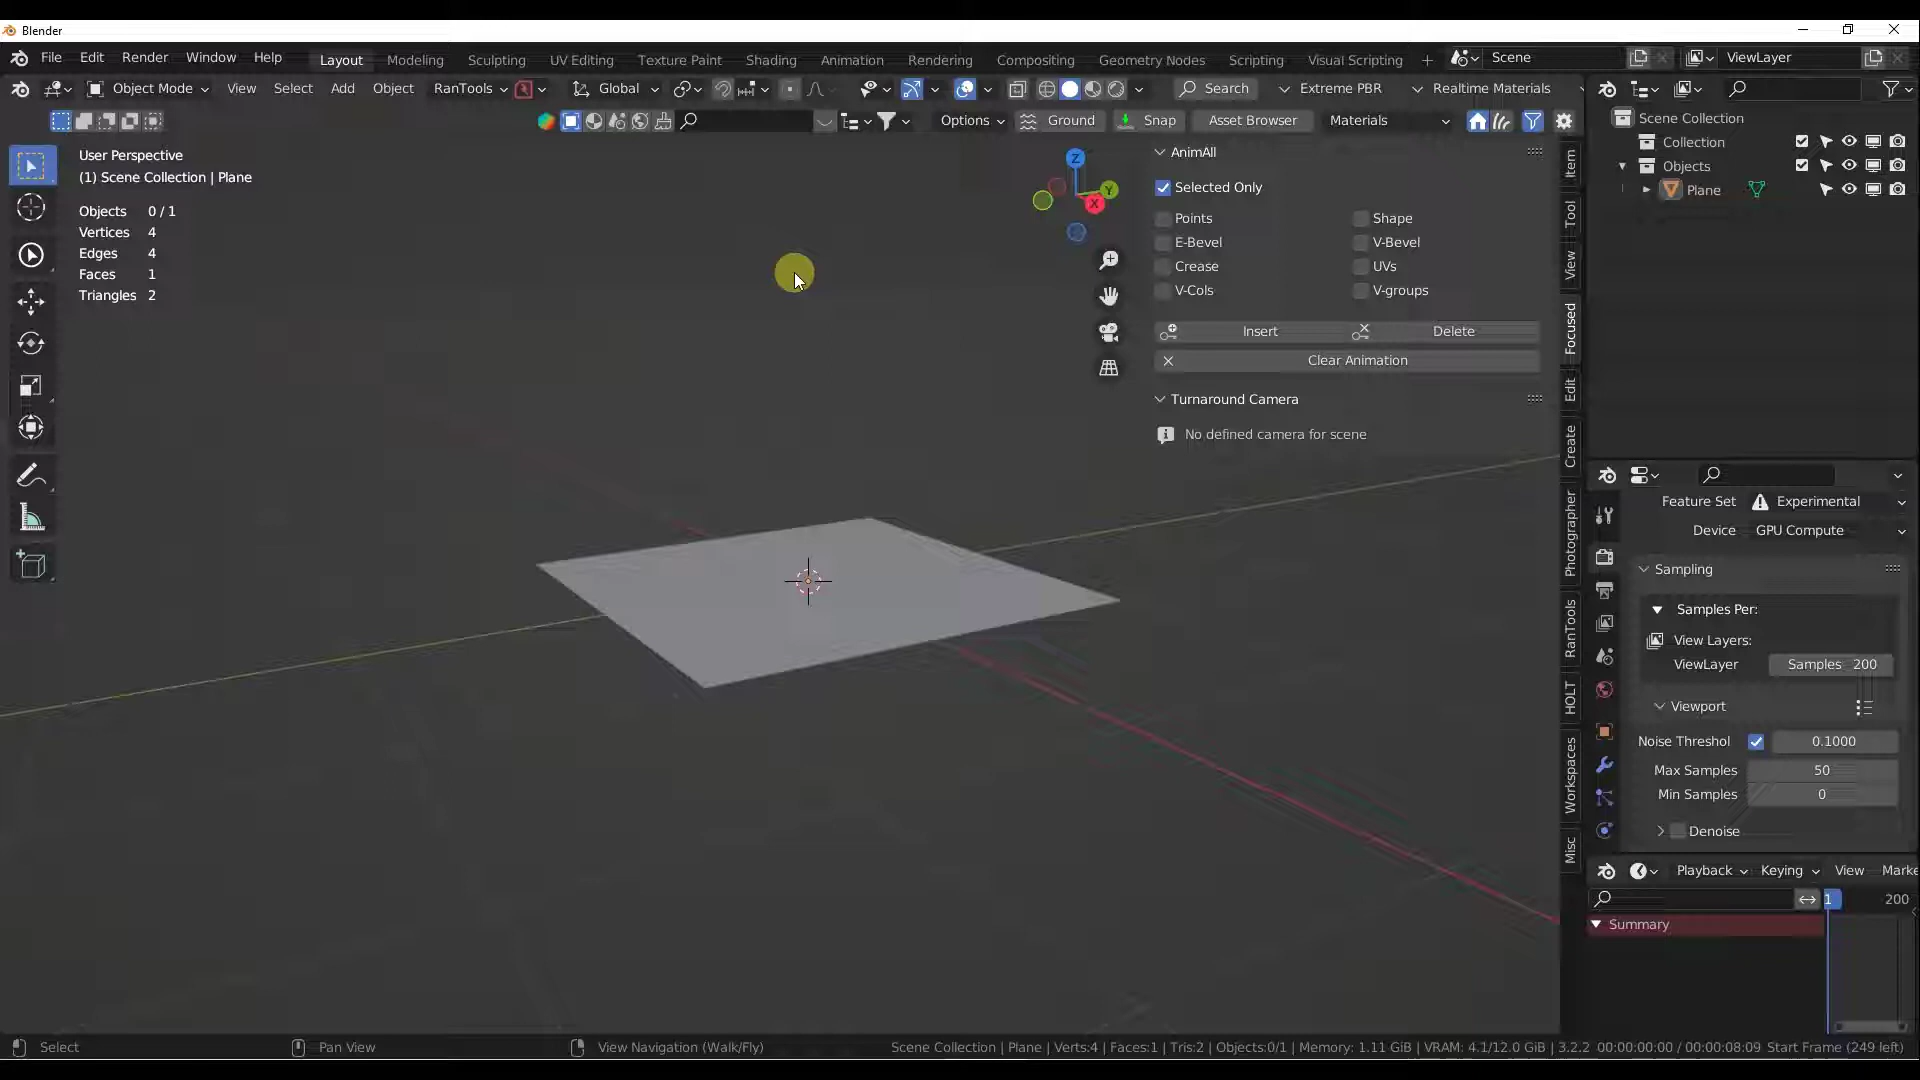 Blender
File Edit Render Window Help Layout Modeling Sculpting UV Editing Texture Paint Shading Animation Rendering Compositing Geometry Nodes Scripting Visual Scripting + Scene ViewLayer
Object Mode View Select Add Object RanTools Global Search Extreme PBR Realtime Materials
Options Ground Snap Asset Browser Materials
User Perspective
(1) Scene Collection | Plane
Objects 0 / 1
Vertices 4
Edges 4
Faces 1
Triangles 2
Z
Y
X
AnimAll
Selected Only
Points Shape
E-Bevel V-Bevel
Crease UVs
V-Cols V-groups
Insert Delete
Clear Animation
Turnaround Camera
No defined camera for scene
Item
Tool
View
Focused
Edit
Create
Photographer
RanTools
HOLT
Workspaces
Misc
Scene Collection
Collection
Objects
Plane
Feature Set Experimental
Device GPU Compute
Sampling
Samples Per:
View Layers:
ViewLayer Samples 200
Viewport
Noise Threshol 0.1000
Max Samples 50
Min Samples 0
Denoise
Playback Keying View Marke
1 200
Summary
Select Pan View View Navigation (Walk/Fly) Scene Collection | Plane | Verts:4 | Faces:1 | Tris:2 | Objects:0/1 | Memory: 1.11 GiB | VRAM: 4.1/12.0 GiB | 3.2.2 00:00:00:00 / 00:00:08:09 Start Frame (249 left)